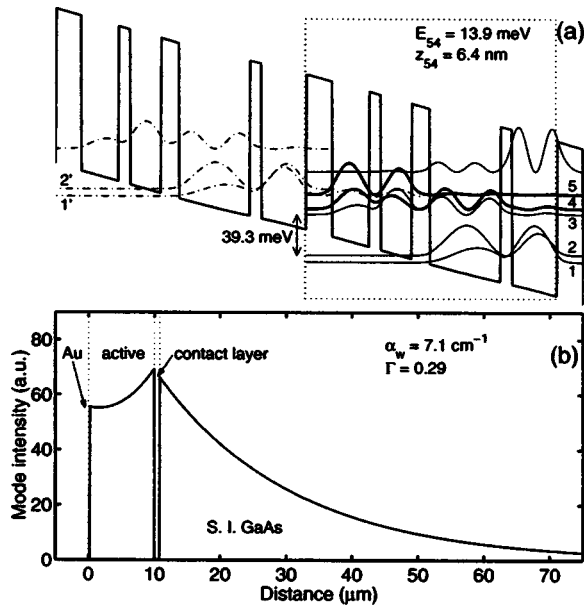 (a)
E54 = 13.9 meV
z54 = 6.4 nm
2'
1'
39.3 meV
5
4
3
2
1
(b)
Mode intensity (a.u.)
80
60
40
20
0
Au
active
contact layer
αw = 7.1 cm⁻¹
Γ = 0.29
S. I. GaAs
0 10 20 30 40 50 60 70
Distance (μm)